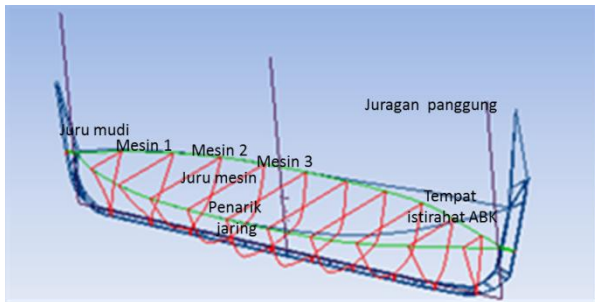 Juragan panggung
Juru mudi
Mesin 1
Mesin 2
Mesin 3
Juru mesin
Tempat
istirahat ABK
Penarik
jaring